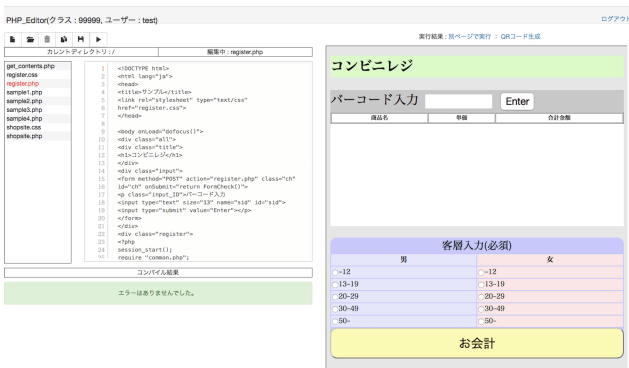 PHP_Editor(クラス : 99999, ユーザー : test)
ログアウト
カレントディレクトリ : /
編集中 : register.php
get_contents.php
register.css
register.php
sample1.php
sample2.php
sample3.php
sample4.php
shopsite.css
shopsite.php
1 <!DOCTYPE html>
2 <html lang="ja">
3 <head>
4 <title>サンプル</title>
5 <link rel="stylesheet" type="text/css"
6 href="register.css">
7 </head>
8
9 <body onLoad="dofocus()">
10 <div class="all">
11 <div class="title">
12 <h1>コンビニレジ</h1>
13 </div>
14 <div class="input">
15 <form method="POST" action="register.php" class="ch"
16 id="ch" onSubmit="return FormCheck()">
17 <p class="input_ID">バーコード入力
18 <input type="text" size="13" name="sid" id="sid">
19 <input type="submit" value="Enter"></p>
20 </form>
21 </div>
22 <div class="register">
23 <?php
24 session_start();
25 require "common.php";
コンパイル結果
エラーはありませんでした。
実行結果 : 別ページで実行 : QRコード生成
コンビニレジ
バーコード入力
Enter
商品名 単価 合計金額
客層入力(必須)
男 女
-12 -12
13-19 13-19
20-29 20-29
30-49 30-49
50- 50-
お会計